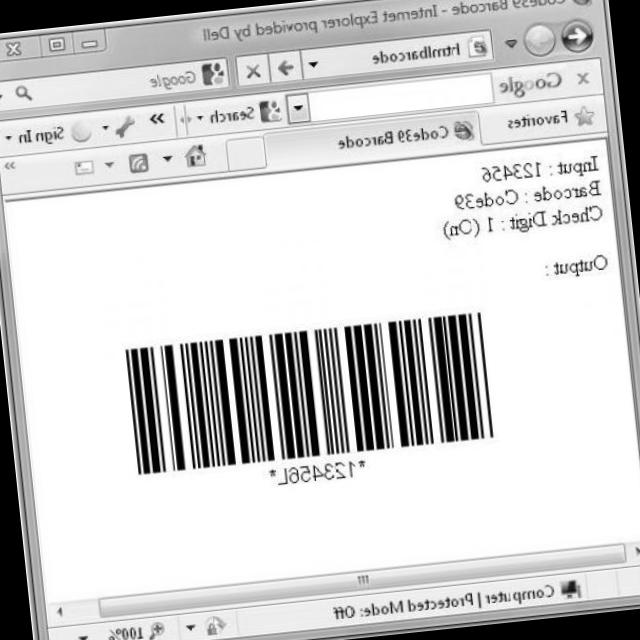 Code39 Barcode - Internet Explorer provided by Dell
htmlbarcode
Google
Google
Search
Sign In
Favorites
Code39 Barcode
Input : 123456
Barcode : Code39
Check Digit : 1 (On)
Output :
*123456L*
Computer | Protected Mode: Off
100%